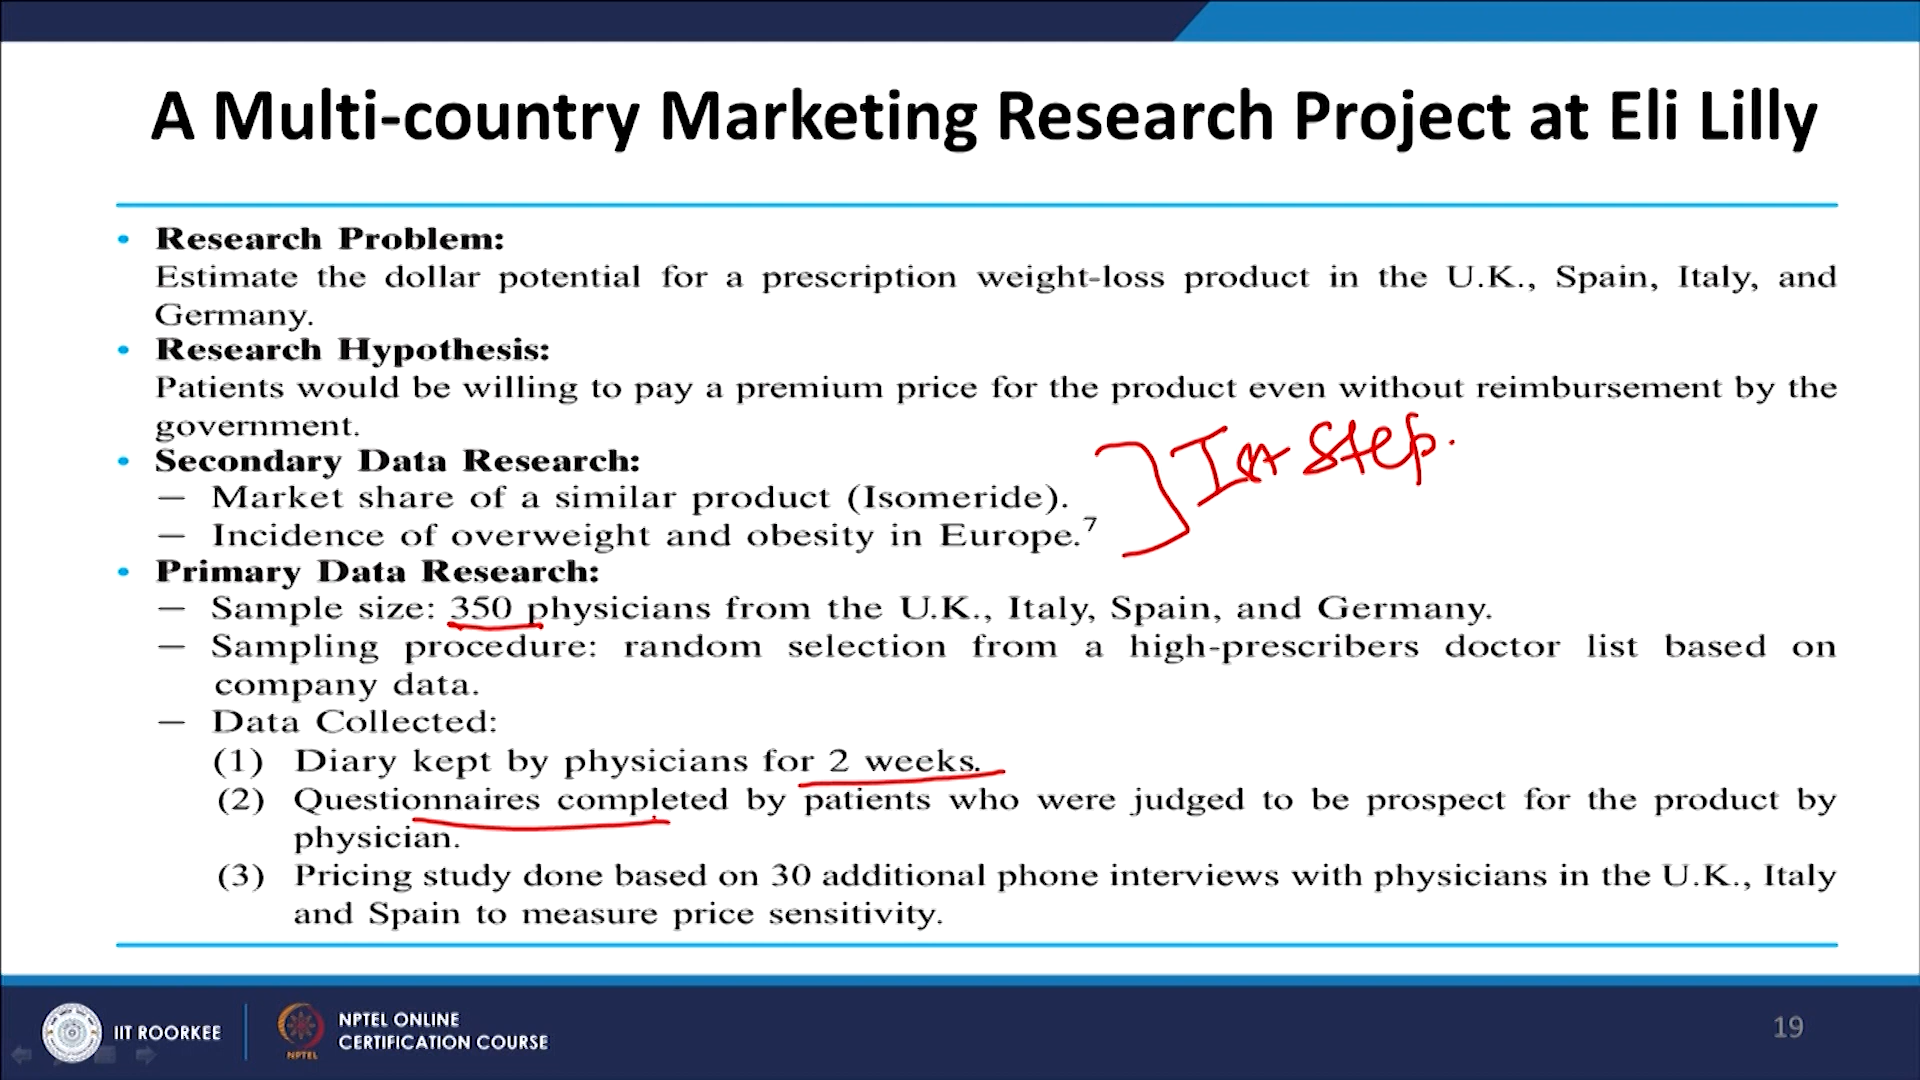 A Multi-country Marketing Research Project at Eli Lilly
• Research Problem:
Estimate the dollar potential for a prescription weight-loss product in the U.K., Spain, Italy, and
Germany.
• Research Hypothesis:
Patients would be willing to pay a premium price for the product even without reimbursement by the
government.
• Secondary Data Research:
— Market share of a similar product (Isomeride).
— Incidence of overweight and obesity in Europe.⁷
Ist Step.
• Primary Data Research:
— Sample size: 350 physicians from the U.K., Italy, Spain, and Germany.
— Sampling procedure: random selection from a high-prescribers doctor list based on
company data.
— Data Collected:
(1) Diary kept by physicians for 2 weeks.
(2) Questionnaires completed by patients who were judged to be prospect for the product by
physician.
(3) Pricing study done based on 30 additional phone interviews with physicians in the U.K., Italy
and Spain to measure price sensitivity.
IIT ROORKEE
NPTEL
NPTEL ONLINE
CERTIFICATION COURSE
19